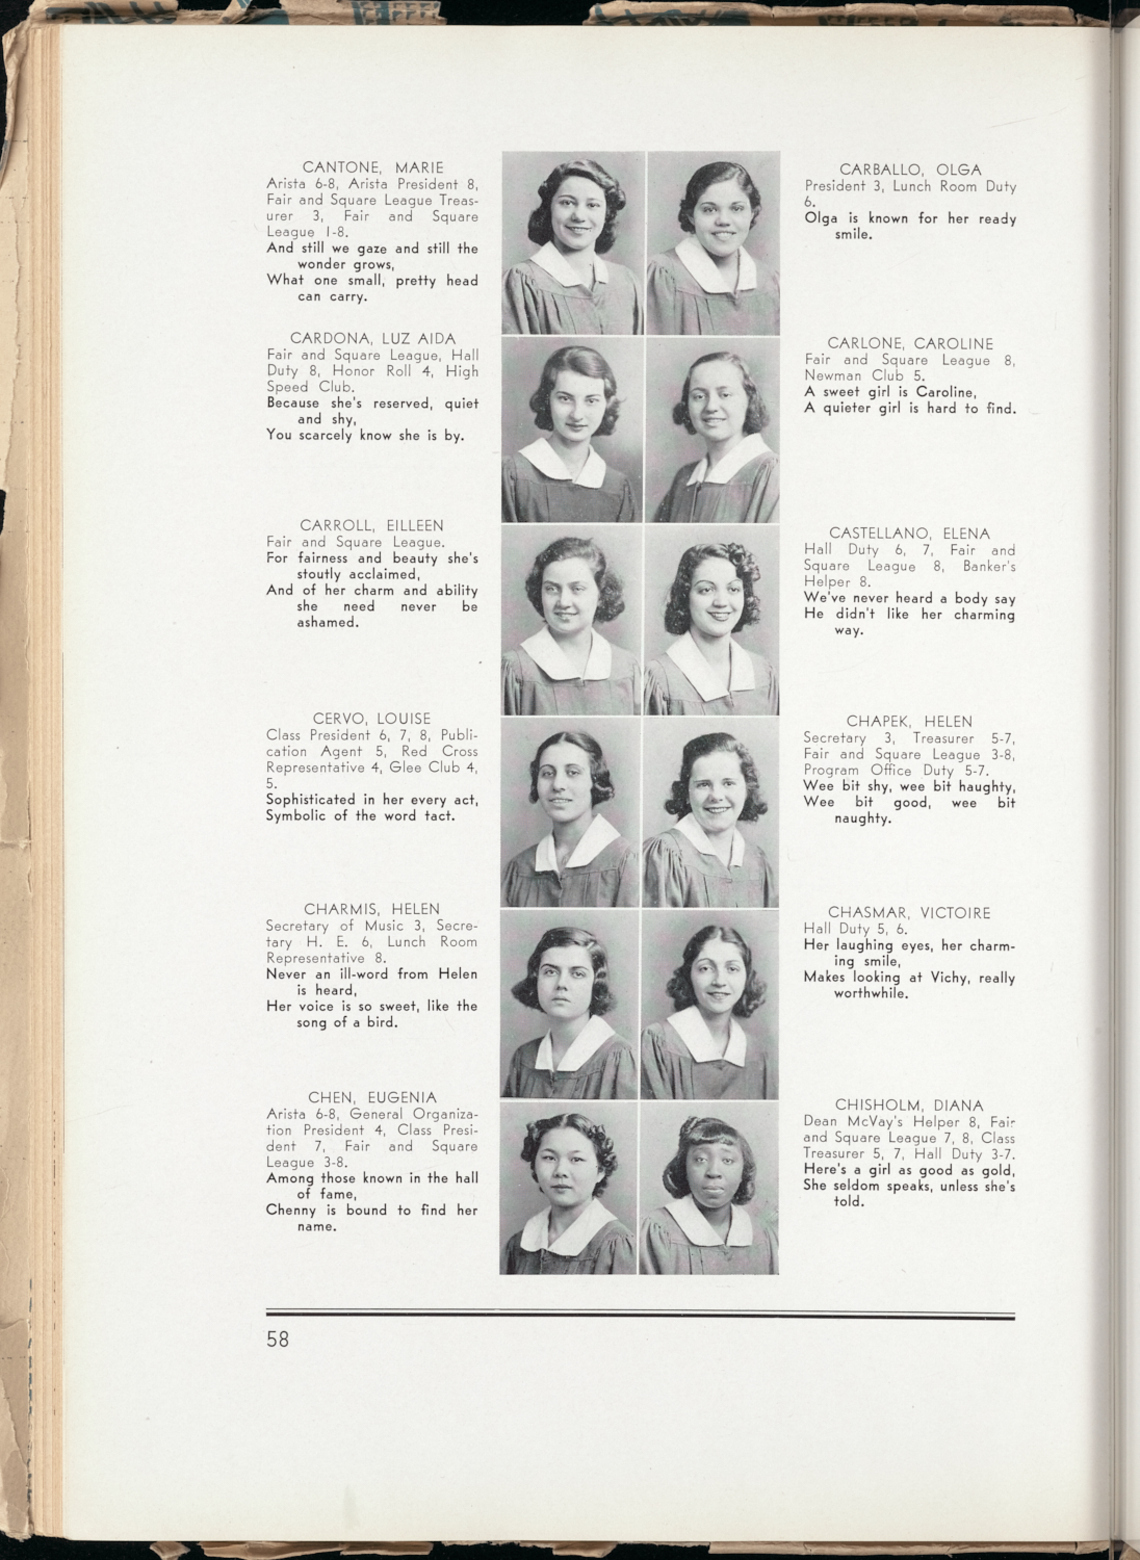 CANTONE, MARIE
Arista 6-8, Arista President 8,
Fair and Square League Treas-
urer 3, Fair and Square
League 1-8.
And still we gaze and still the
wonder grows,
What one small, pretty head
can carry.
CARBALLO, OLGA
President 3, Lunch Room Duty
6.
Olga is known for her ready
smile.
CARDONA, LUZ AIDA
Fair and Square League, Hall
Duty 8, Honor Roll 4, High
Speed Club.
Because she's reserved, quiet
and shy,
You scarcely know she is by.
CARLONE, CAROLINE
Fair and Square League 8,
Newman Club 5.
A sweet girl is Caroline,
A quieter girl is hard to find.
CARROLL, EILLEEN
Fair and Square League.
For fairness and beauty she's
stoutly acclaimed,
And of her charm and ability
she need never be
ashamed.
CASTELLANO, ELENA
Hall Duty 6, 7, Fair and
Square League 8, Banker's
Helper 8.
We've never heard a body say
He didn't like her charming
way.
CERVO, LOUISE
Class President 6, 7, 8, Publi-
cation Agent 5, Red Cross
Representative 4, Glee Club 4,
5.
Sophisticated in her every act,
Symbolic of the word tact.
CHAPEK, HELEN
Secretary 3, Treasurer 5-7,
Fair and Square League 3-8,
Program Office Duty 5-7.
Wee bit shy, wee bit haughty,
Wee bit good, wee bit
naughty.
CHARMIS, HELEN
Secretary of Music 3, Secre-
tary H. E. 6, Lunch Room
Representative 8.
Never an ill-word from Helen
is heard,
Her voice is so sweet, like the
song of a bird.
CHASMAR, VICTOIRE
Hall Duty 5, 6.
Her laughing eyes, her charm-
ing smile,
Makes looking at Vichy, really
worthwhile.
CHEN, EUGENIA
Arista 6-8, General Organiza-
tion President 4, Class Presi-
dent 7, Fair and Square
League 3-8.
Among those known in the hall
of fame,
Chenny is bound to find her
name.
CHISHOLM, DIANA
Dean McVay's Helper 8, Fair
and Square League 7, 8, Class
Treasurer 5, 7, Hall Duty 3-7.
Here's a girl as good as gold,
She seldom speaks, unless she's
told.
58